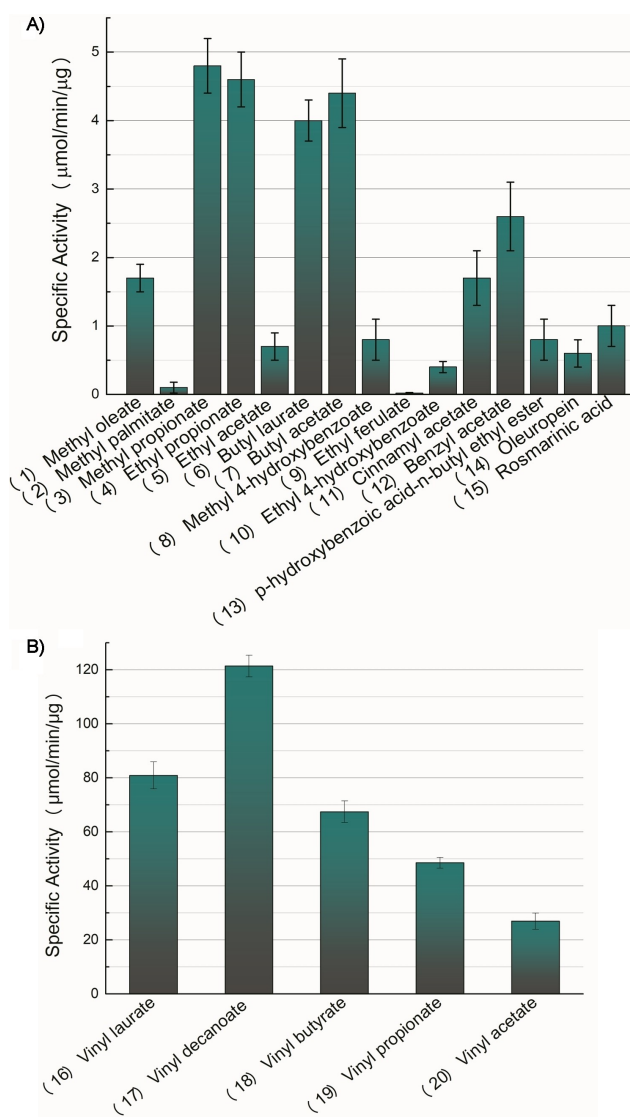 A)
Specific Activity ( μmol/min/μg )
5
4
3
2
1
0
(1) Methyl oleate
(2) Methyl palmitate
(3) Methyl propionate
(4) Ethyl propionate
(5) Ethyl acetate
(6) Butyl laurate
(7) Butyl acetate
(8) Methyl 4-hydroxybenzoate
(9) Ethyl ferulate
(10) Ethyl 4-hydroxybenzoate
(11) Cinnamyl acetate
(12) Benzyl acetate
(13) p-hydroxybenzoic acid-n-butyl ethyl ester
(14) Oleuropein
(15) Rosmarinic acid
B)
Specific Activity ( μmol/min/μg )
120
100
80
60
40
20
0
(16) Vinyl laurate
(17) Vinyl decanoate
(18) Vinyl butyrate
(19) Vinyl propionate
(20) Vinyl acetate